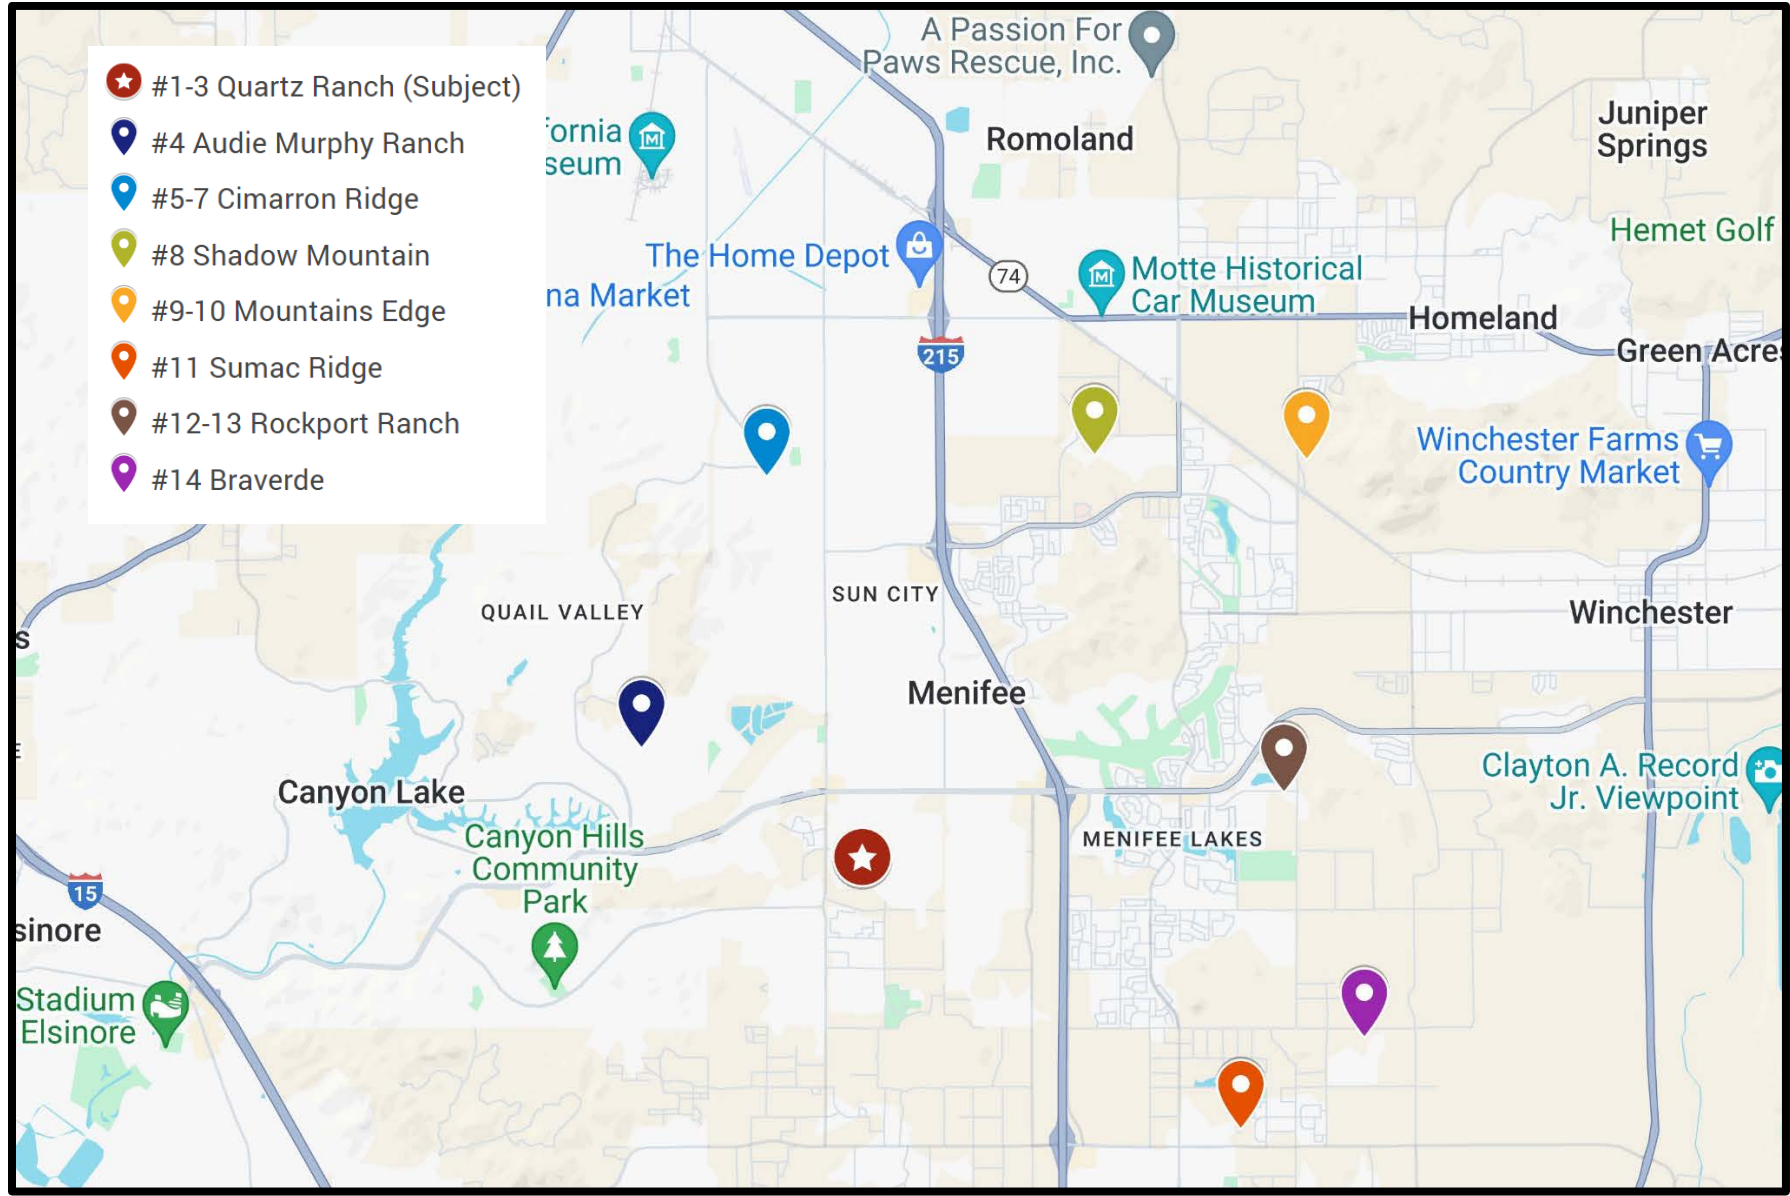 #1-3 Quartz Ranch (Subject)
#4 Audie Murphy Ranch
#5-7 Cimarron Ridge
#8 Shadow Mountain
#9-10 Mountains Edge
#11 Sumac Ridge
#12-13 Rockport Ranch
#14 Braverde
A Passion For
Paws Rescue, Inc.
fornia
seum
Romoland
Juniper
Springs
Hemet Golf
The Home Depot
na Market
74
Motte Historical
Car Museum
Homeland
215
Green Acres
Winchester Farms
Country Market
SUN CITY
QUAIL VALLEY
Winchester
s
Menifee
E
Canyon Lake
Clayton A. Record
Jr. Viewpoint
Canyon Hills
Community
Park
MENIFEE LAKES
15
sinore
Stadium
Elsinore